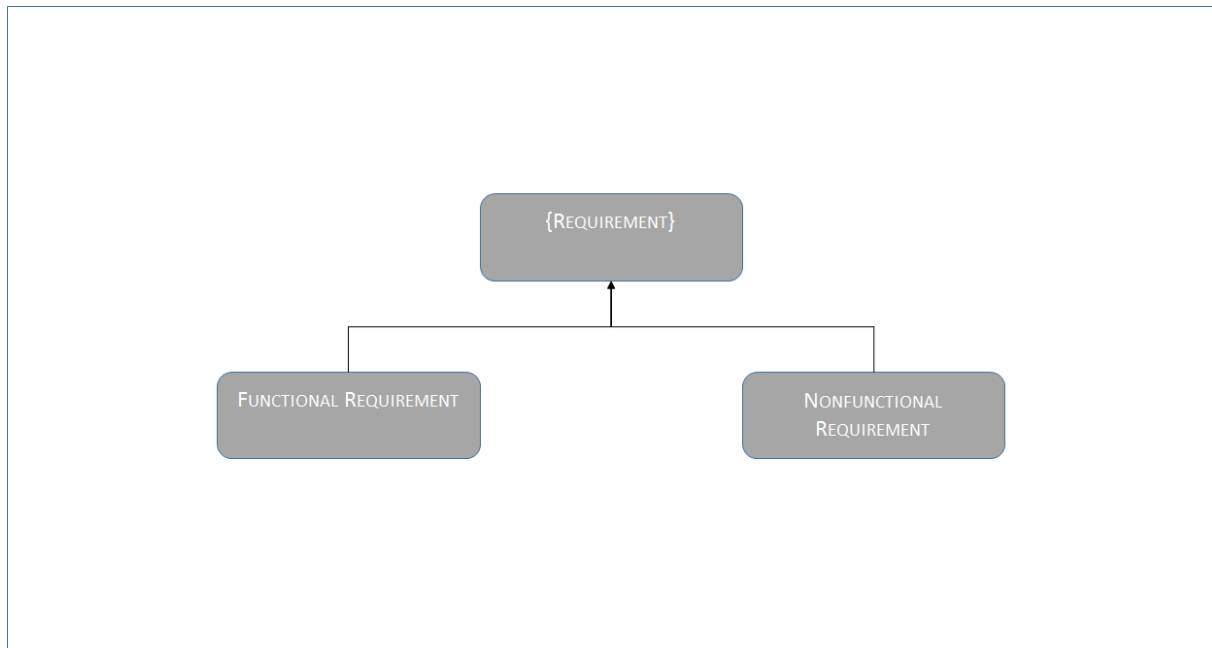 {Requirement}
Functional Requirement
Nonfunctional
Requirement